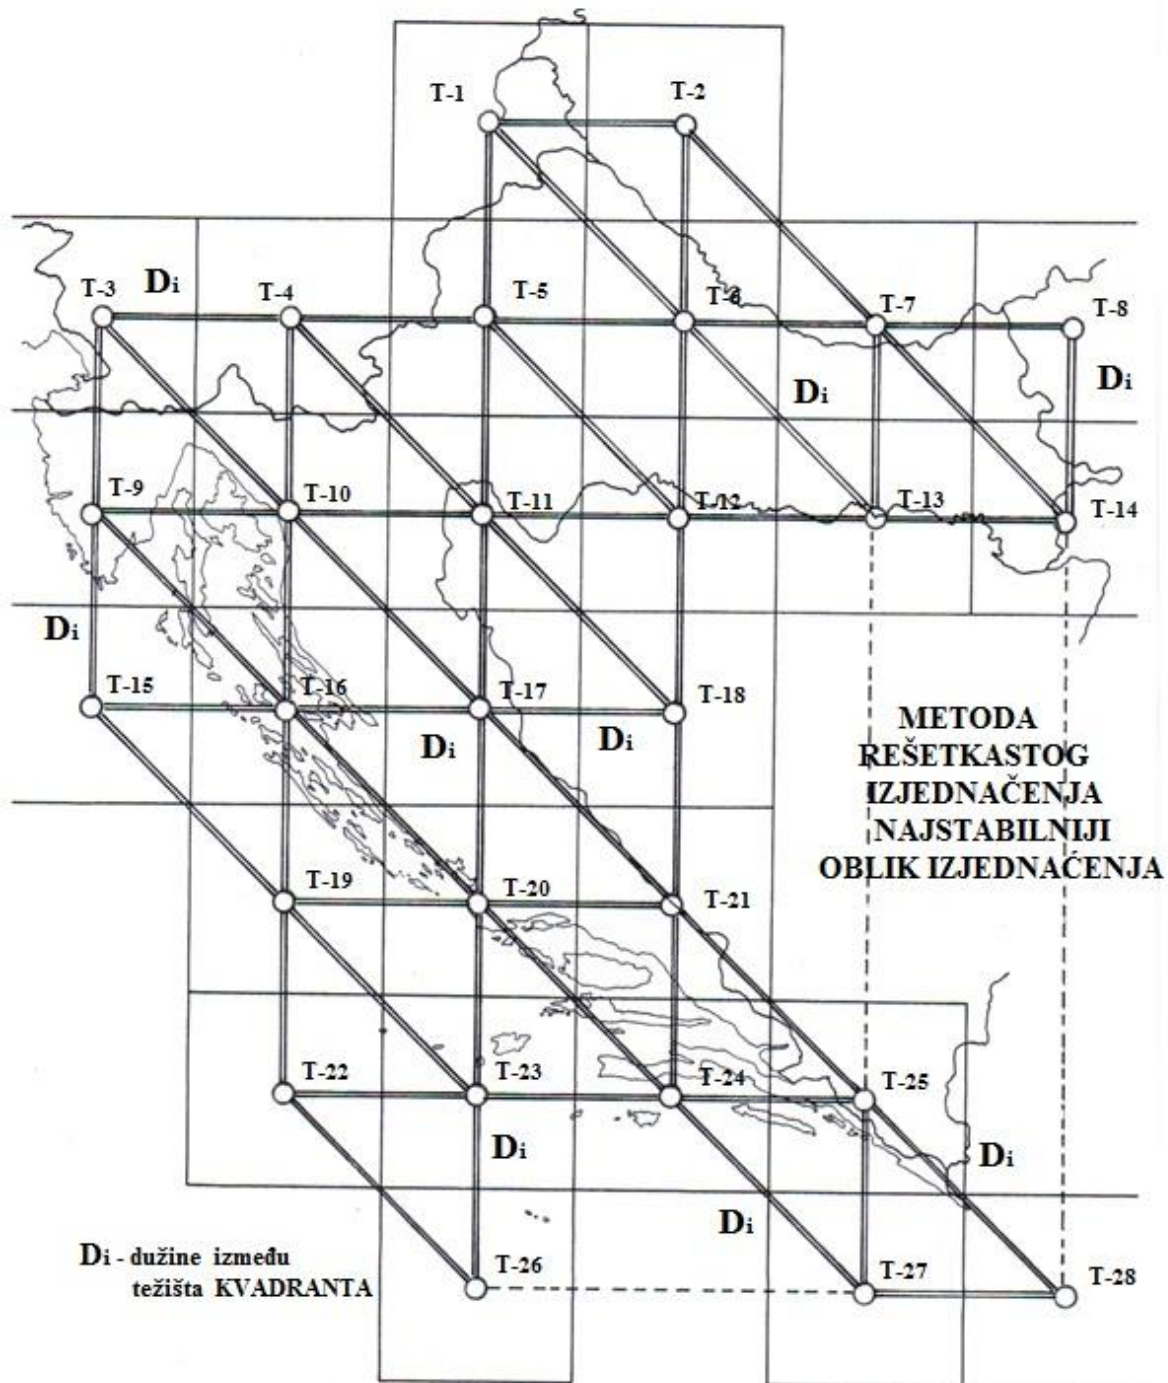 T-1
T-2
Di
T-3
T-4
T-5
T-6
T-7
T-8
Di
Di
T-9
T-10
T-11
T-12
T-13
T-14
Di
T-15
T-16
T-17
T-18
Di
Di
METODA
REŠETKASTOG
IZJEDNAČENJA
NAJSTABILNIJI
OBLIK IZJEDNAĆENJA
T-19
T-20
T-21
T-22
T-23
T-24
T-25
Di
Di
Di
Di - dužine između
težišta KVADRANTA
T-26
T-27
T-28